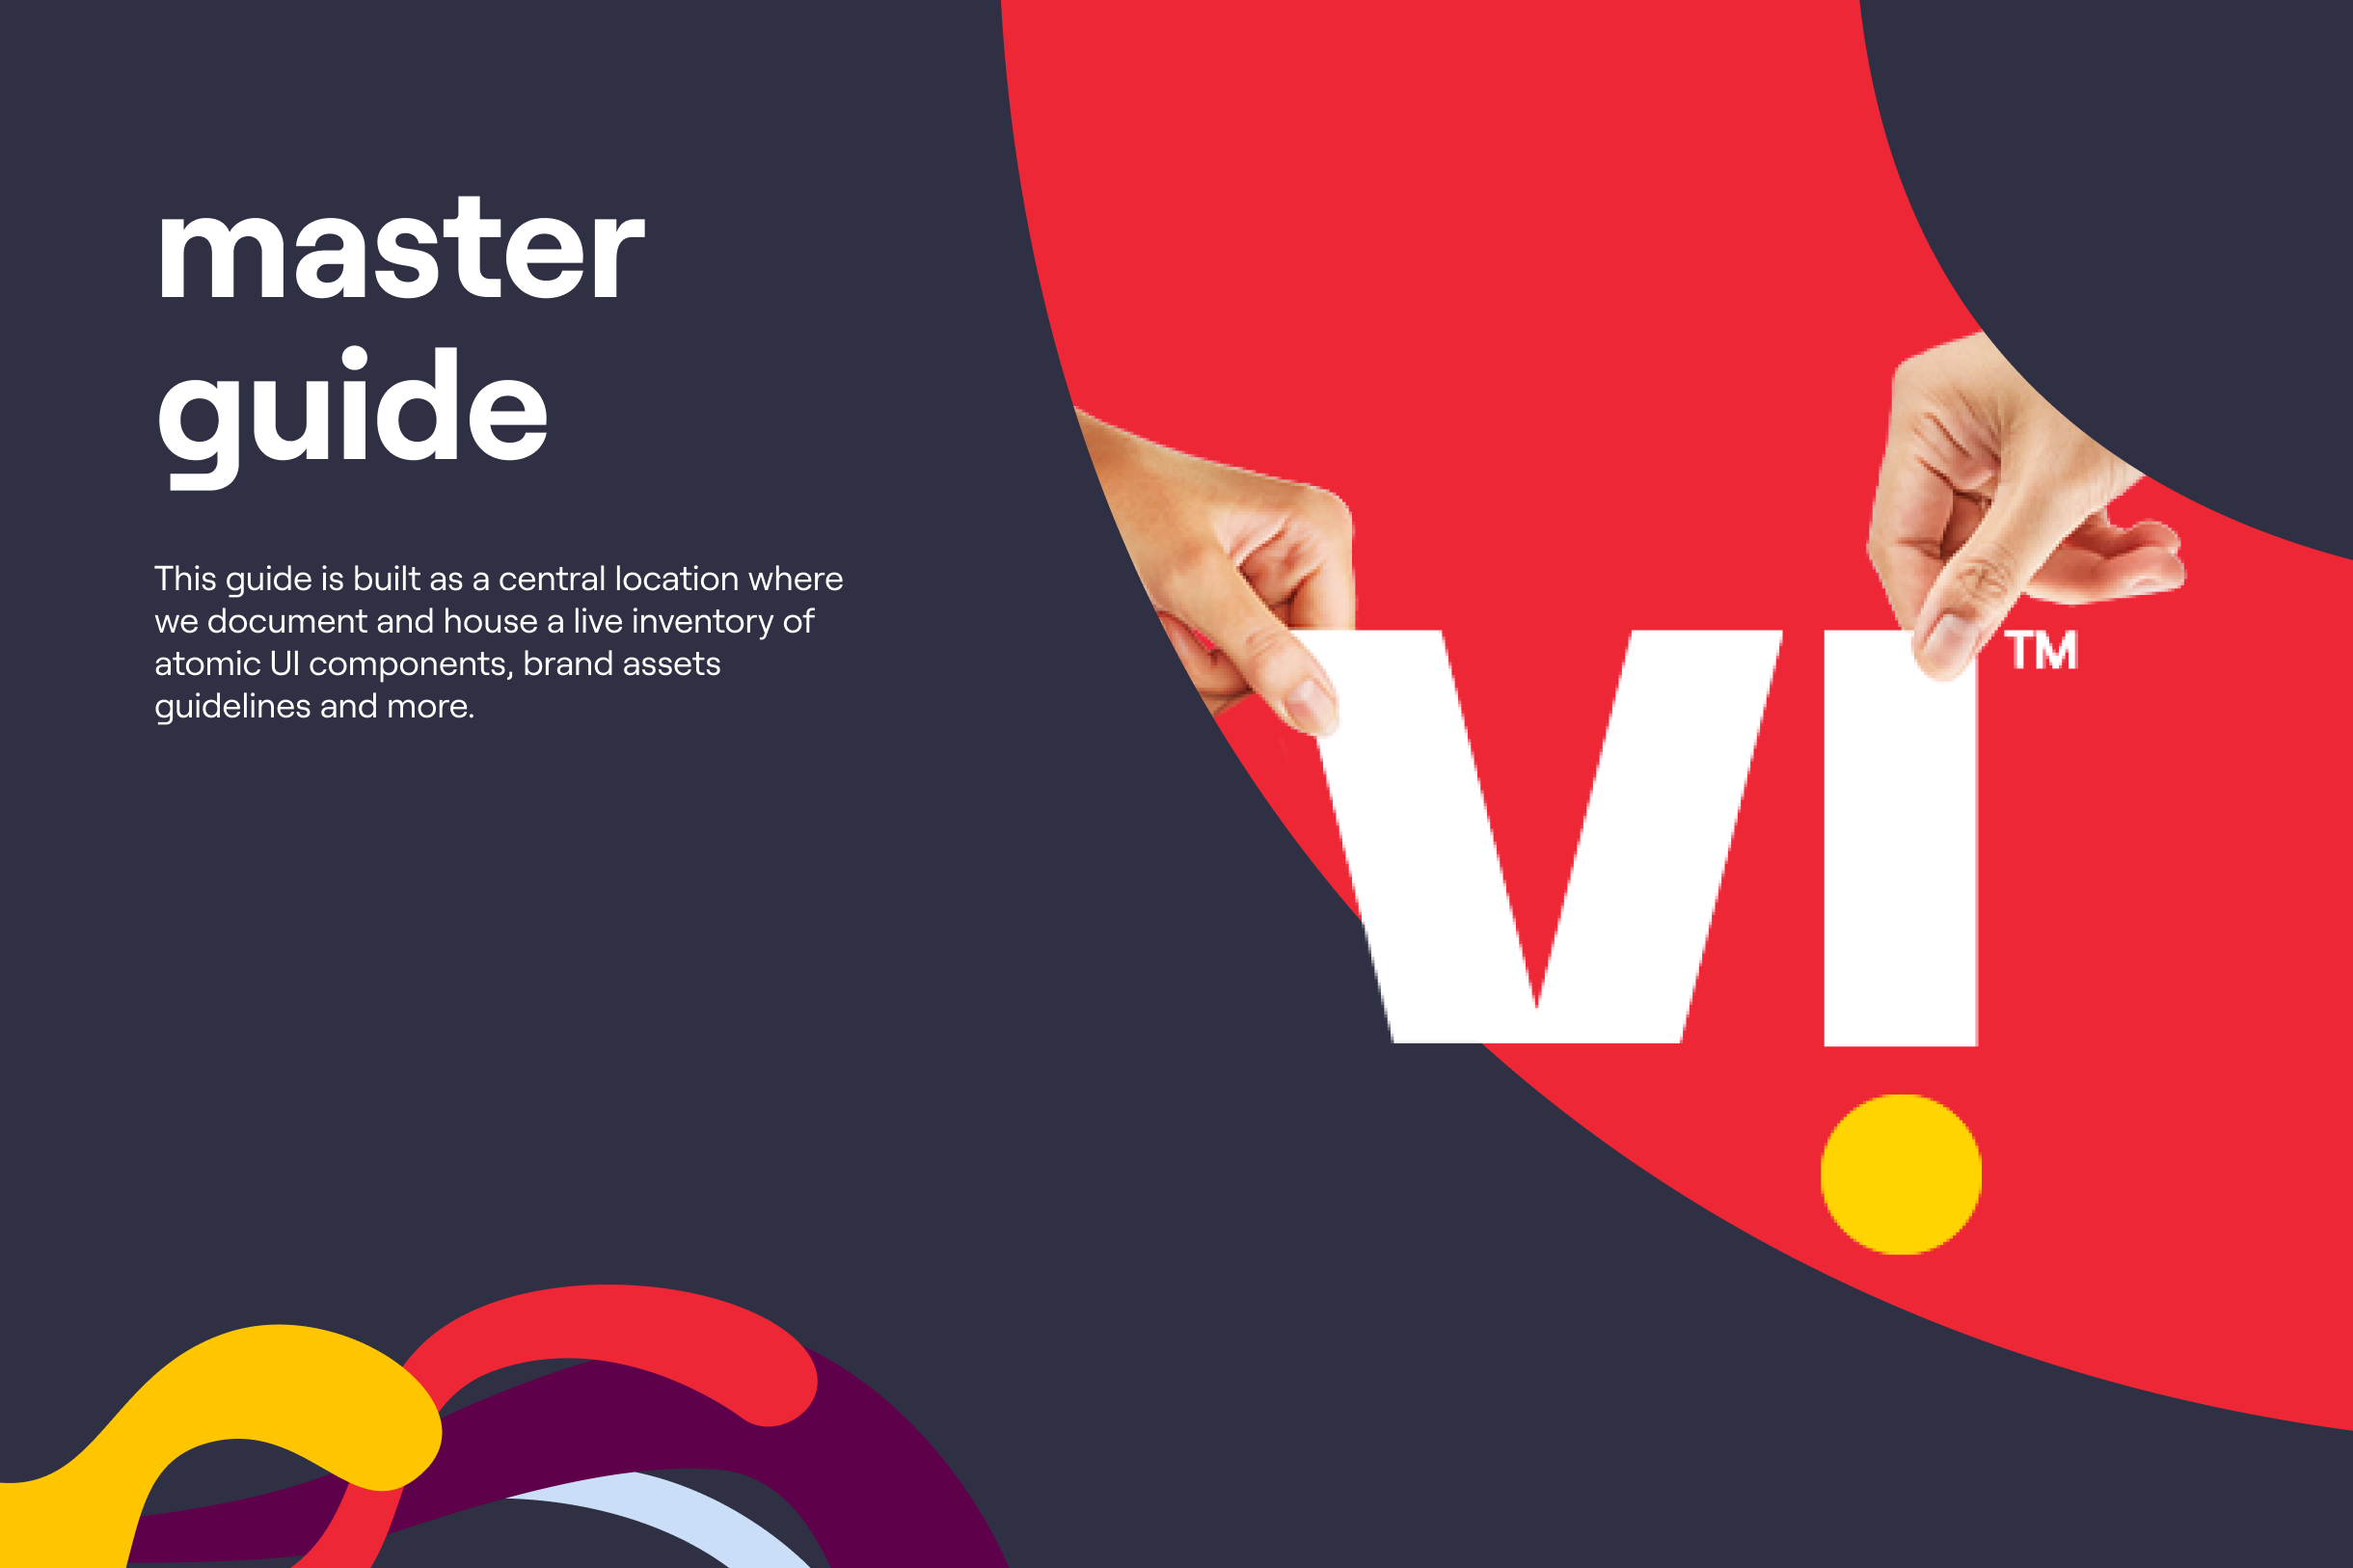 master
guide
This guide is built as a central location where
we document and house a live inventory of
atomic UI components, brand assets
guidelines and more.
VI
TM